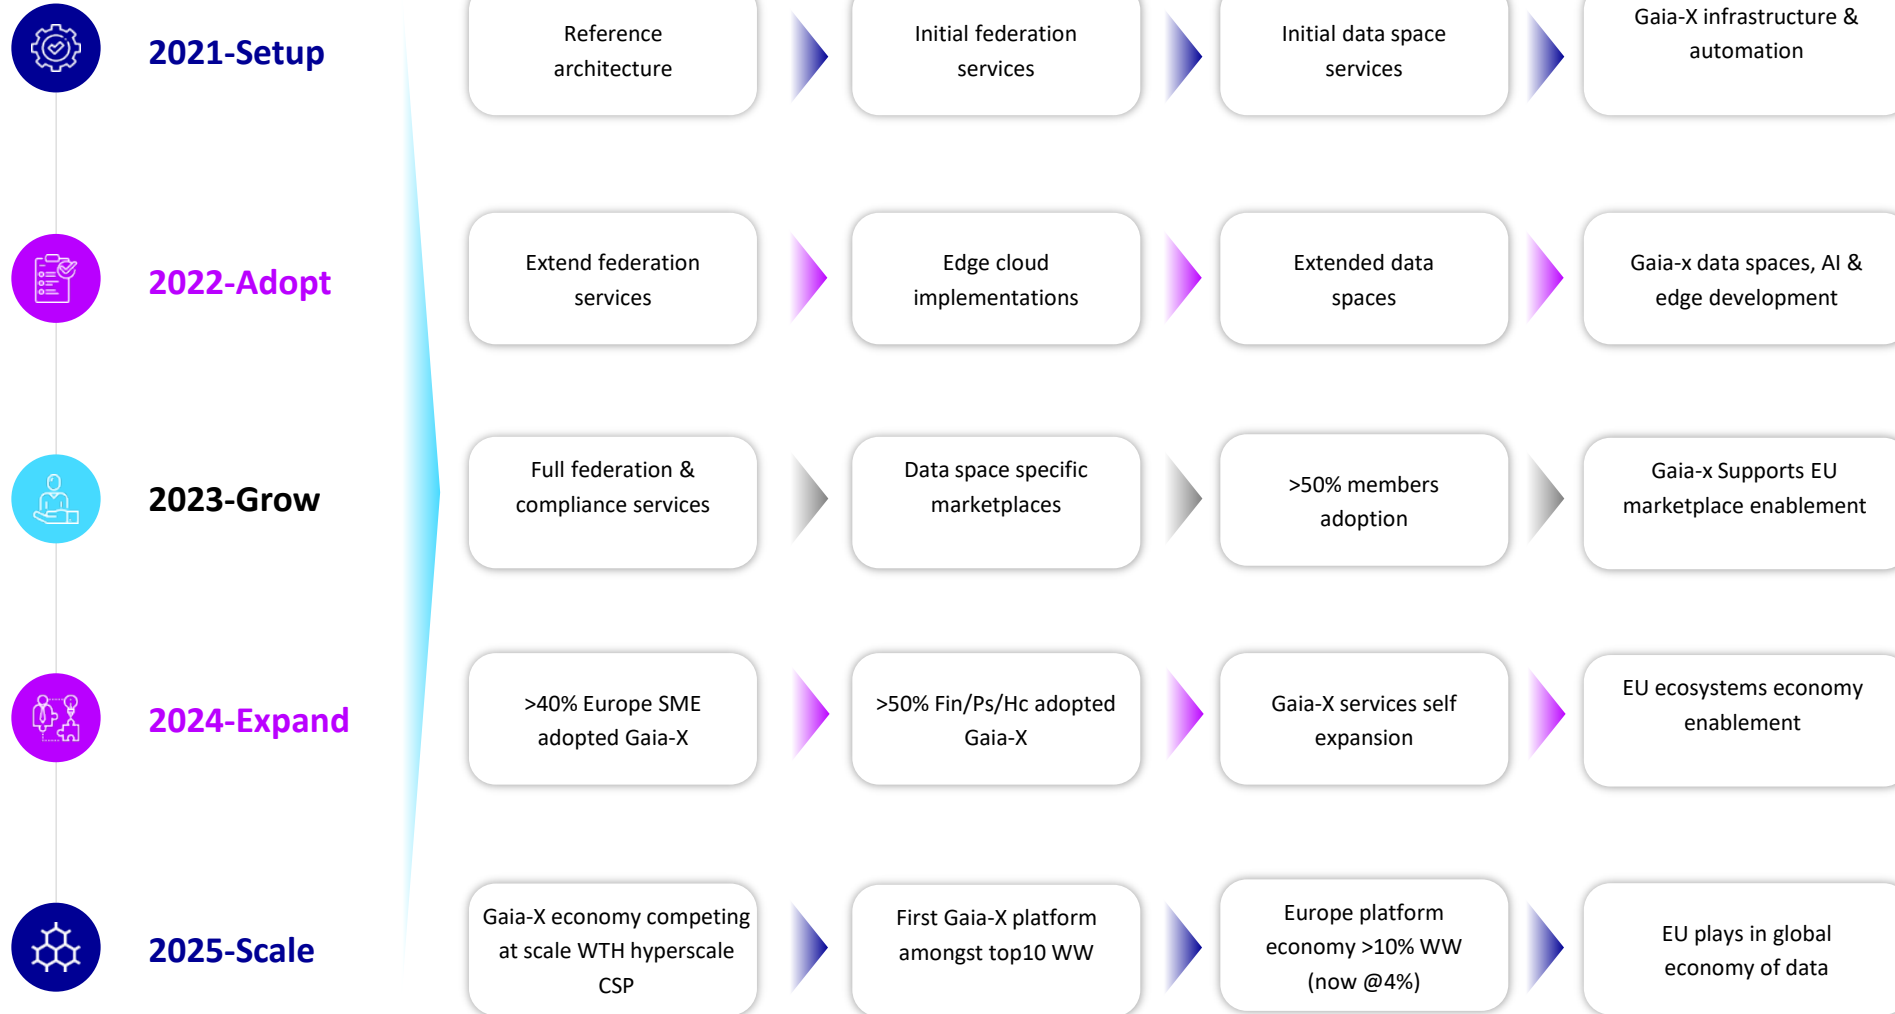 2021-Setup
Reference
architecture
Initial federation
services
Initial data space
services
Gaia-X infrastructure &
automation
2022-Adopt
Extend federation
services
Edge cloud
implementations
Extended data
spaces
Gaia-x data spaces, AI &
edge development
2023-Grow
Full federation &
compliance services
Data space specific
marketplaces
>50% members
adoption
Gaia-x Supports EU
marketplace enablement
2024-Expand
>40% Europe SME
adopted Gaia-X
>50% Fin/Ps/Hc adopted
Gaia-X
Gaia-X services self
expansion
EU ecosystems economy
enablement
2025-Scale
Gaia-X economy competing
at scale WTH hyperscale
CSP
First Gaia-X platform
amongst top10 WW
Europe platform
economy >10% WW
(now @4%)
EU plays in global
economy of data